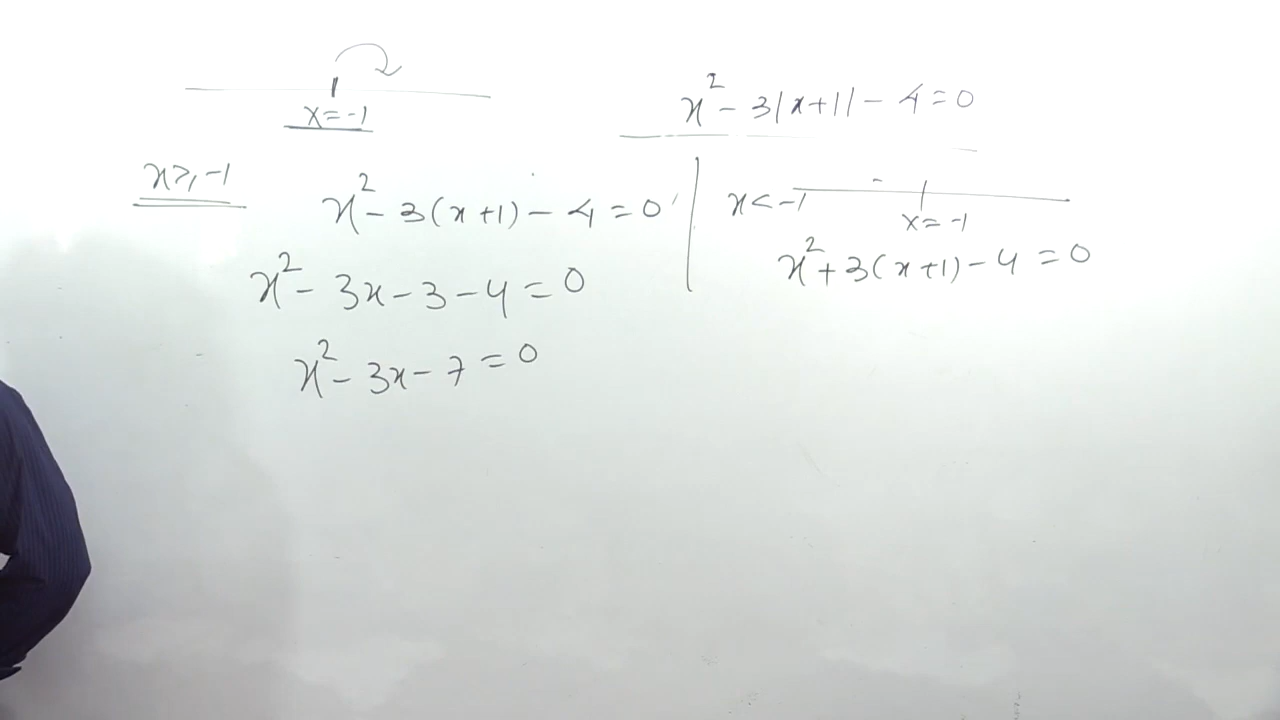 x² - 3|x+1| - 4 = 0
x = -1
x ≥ -1
x² - 3(x+1) - 4 = 0
x² - 3x - 3 - 4 = 0
x² - 3x - 7 = 0
x < -1
x = -1
x² + 3(x+1) - 4 = 0